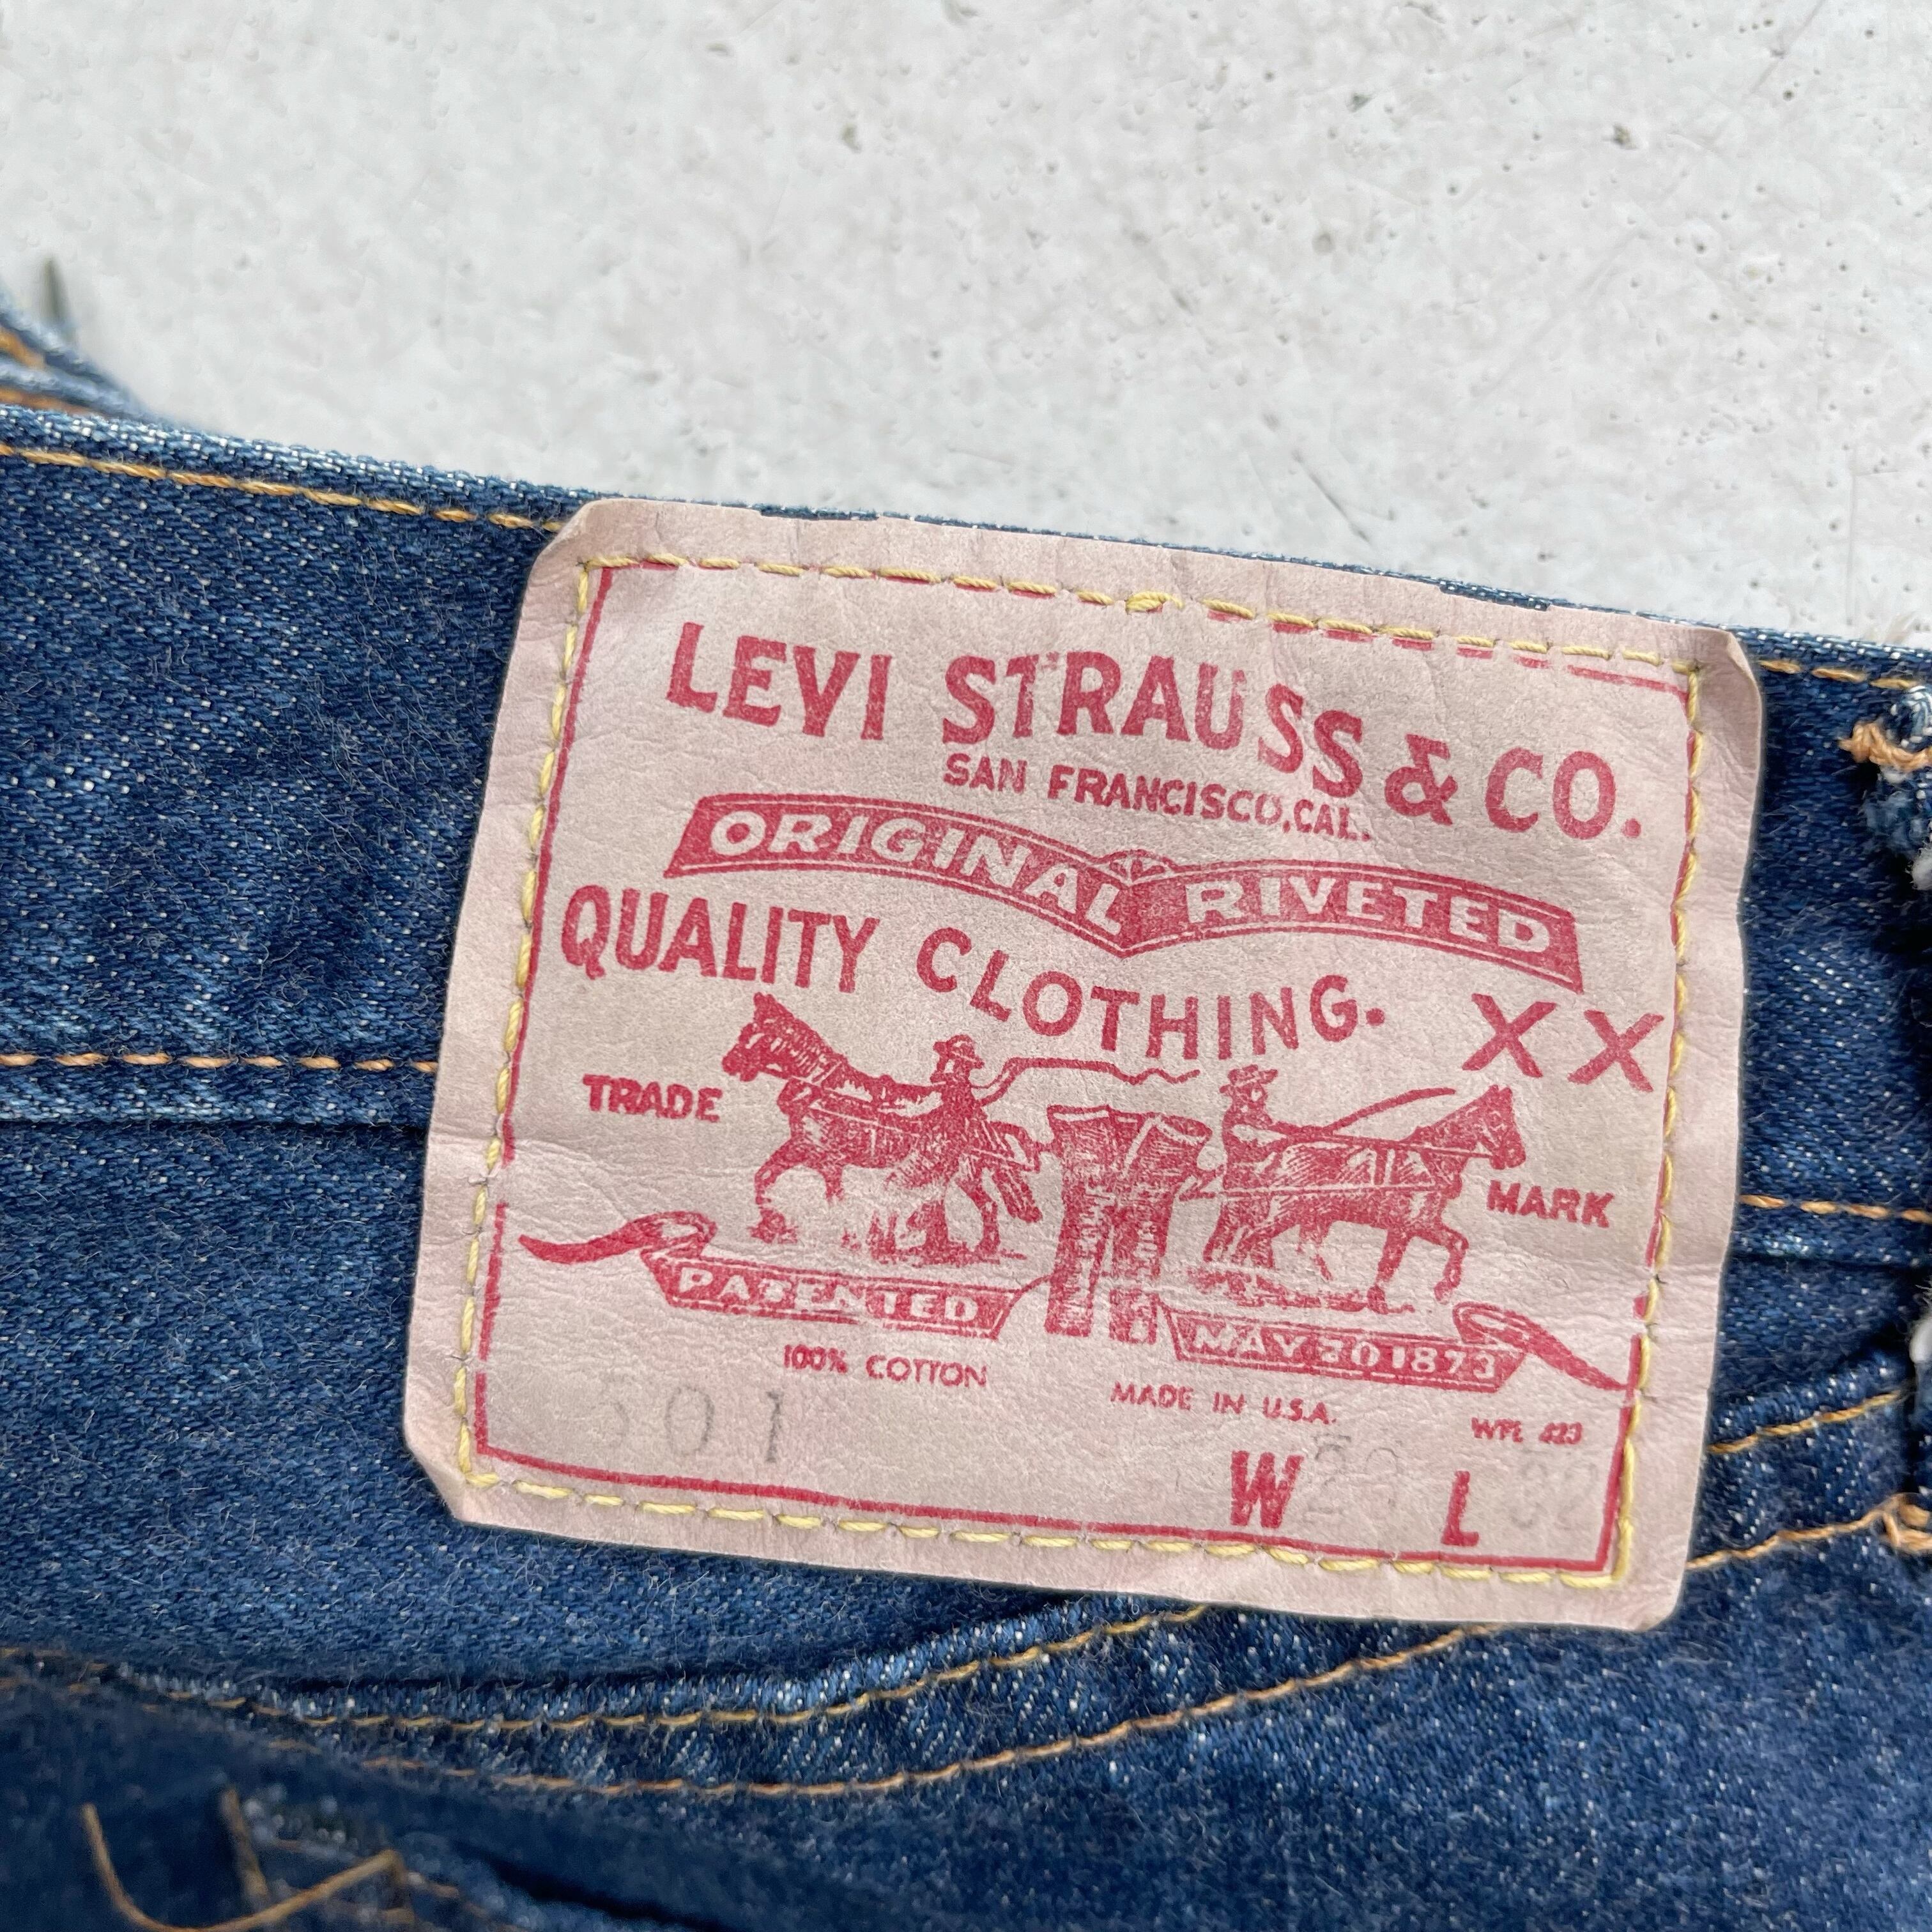 LEVI STRAUSS & CO.
SAN FRANCISCO, CAL.
ORIGINAL RIVETED
QUALITY CLOTHING.
XX
TRADE MARK
PATENTED MAY 20 1873
100% COTTON MADE IN U.S.A. WPL 423
501 W L